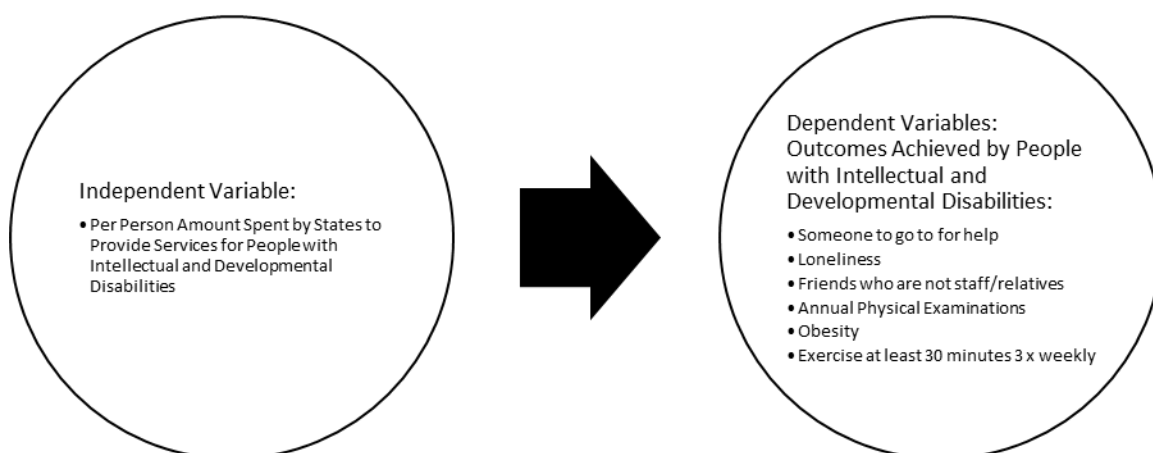 Independent Variable:
• Per Person Amount Spent by States to
Provide Services for People with
Intellectual and Developmental
Disabilities
Dependent Variables:
Outcomes Achieved by People
with Intellectual and
Developmental Disabilities:
• Someone to go to for help
• Loneliness
• Friends who are not staff/relatives
• Annual Physical Examinations
• Obesity
• Exercise at least 30 minutes 3 x weekly